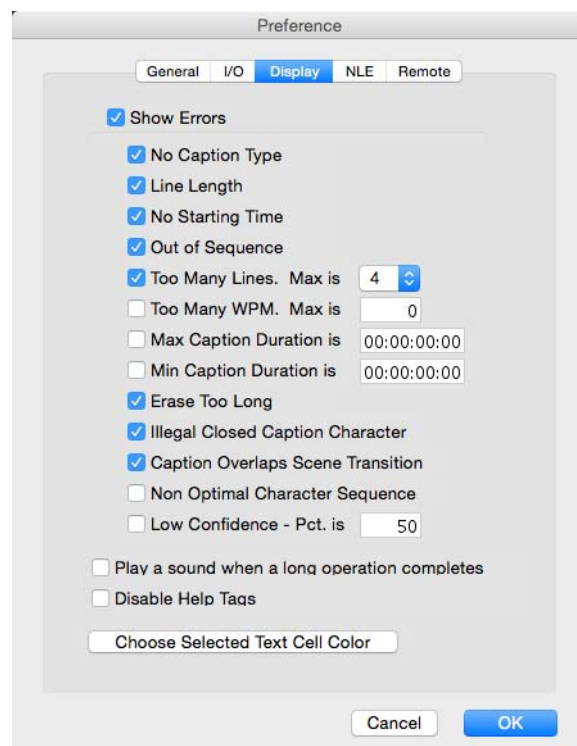 Preference
General I/O Display NLE Remote
Show Errors
No Caption Type
Line Length
No Starting Time
Out of Sequence
Too Many Lines. Max is 4
Too Many WPM. Max is 0
Max Caption Duration is 00:00:00:00
Min Caption Duration is 00:00:00:00
Erase Too Long
Illegal Closed Caption Character
Caption Overlaps Scene Transition
Non Optimal Character Sequence
Low Confidence - Pct. is 50
Play a sound when a long operation completes
Disable Help Tags
Choose Selected Text Cell Color
Cancel OK